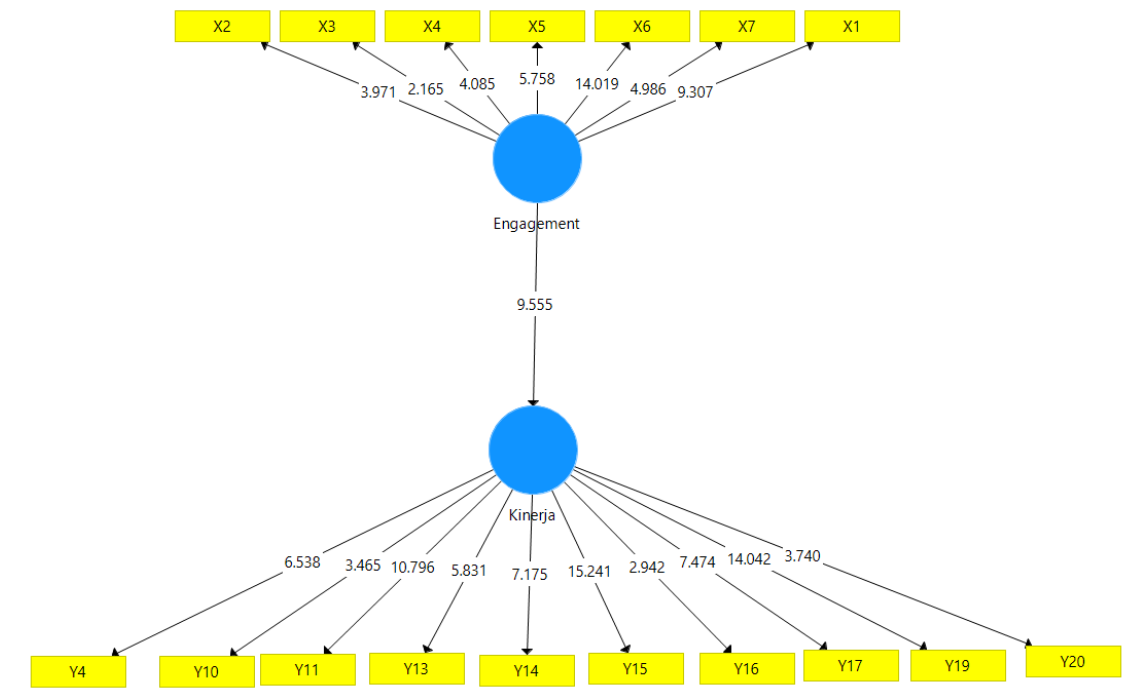 X2 X3 X4 X5 X6 X7 X1
3.971 2.165 4.085 5.758 14.019 4.986 9.307
Engagement
9.555
Kinerja
6.538 3.465 10.796 5.831 7.175 15.241 2.942 7.474 14.042 3.740
Y4 Y10 Y11 Y13 Y14 Y15 Y16 Y17 Y19 Y20